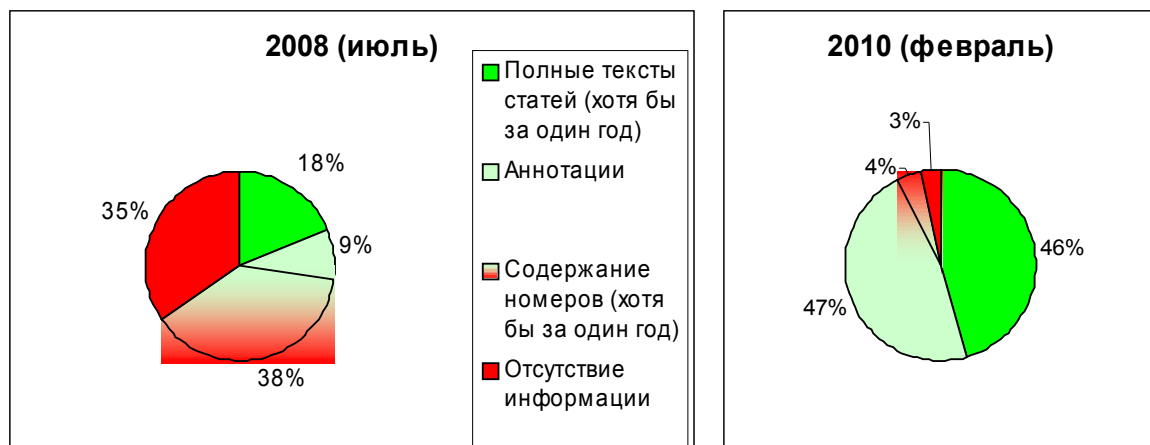 2008 (июль)
18%
35%
9%
38%
Полные тексты
статей (хотя бы
за один год)
Аннотации
Содержание
номеров (хотя
бы за один год)
Отсутствие
информации
2010 (февраль)
3%
4%
46%
47%